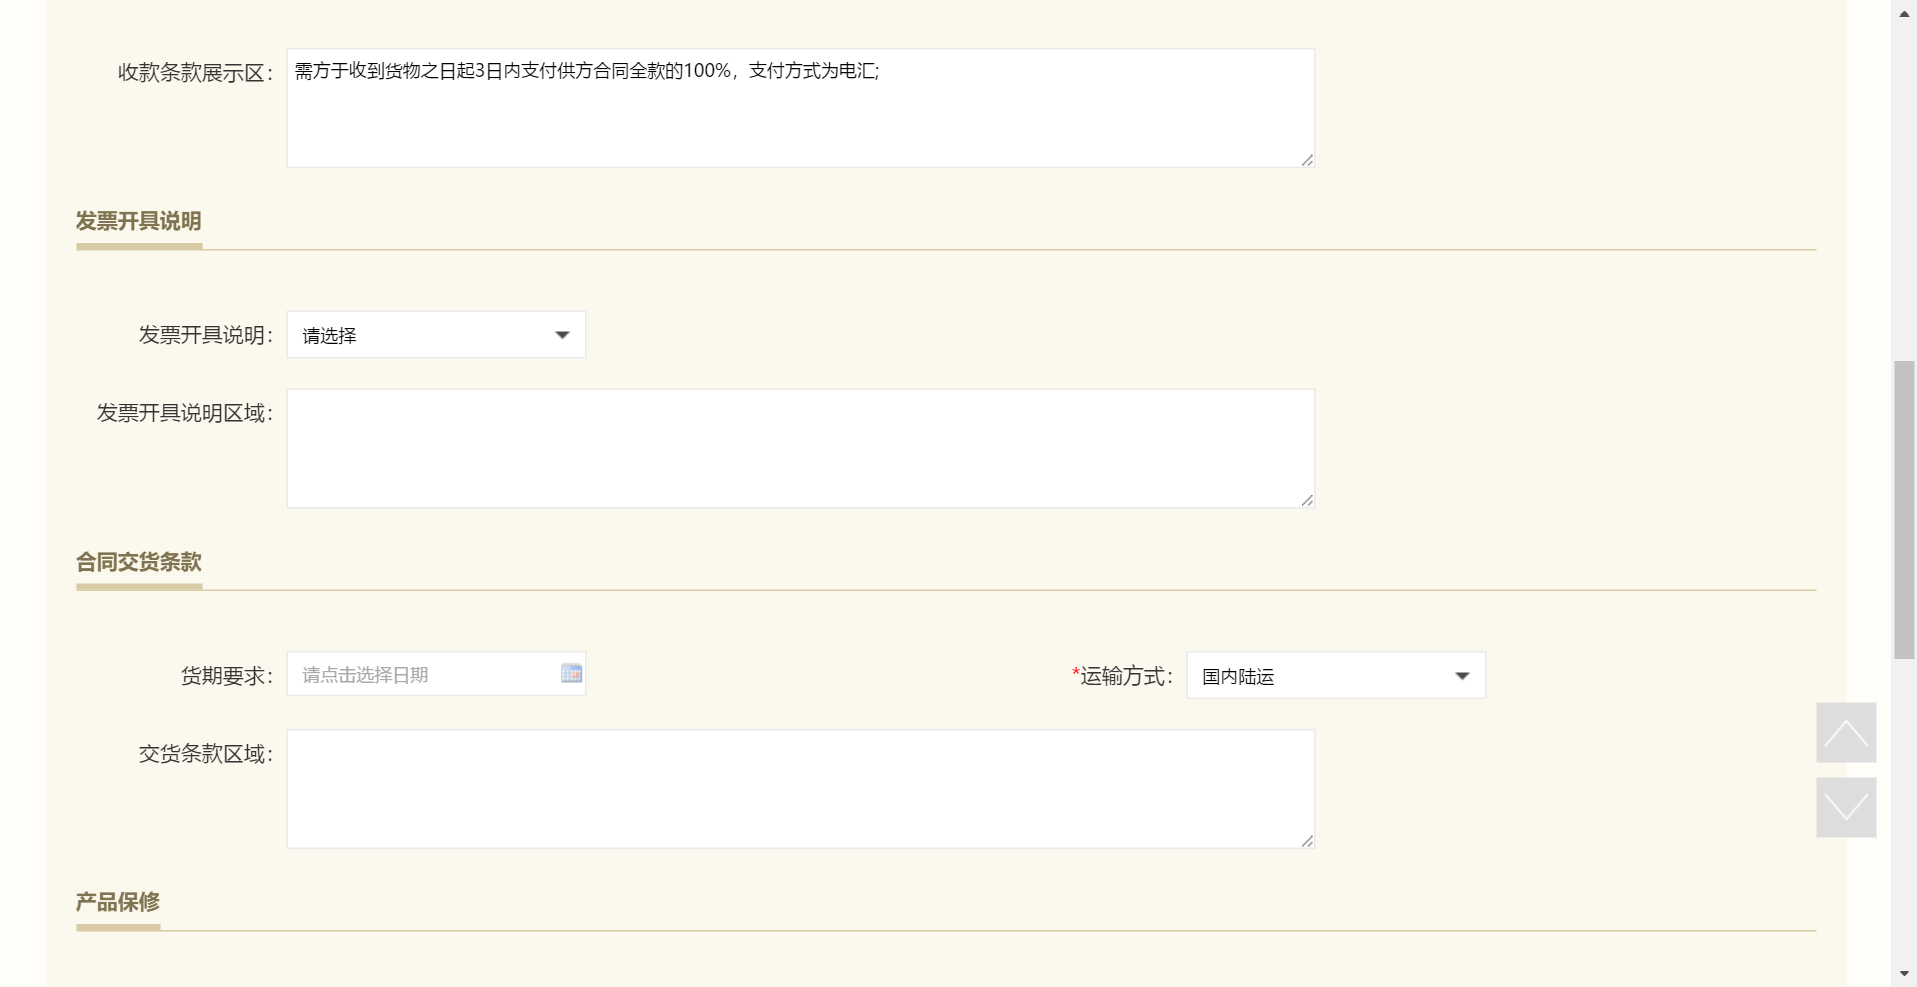 收款条款展示区：
需方于收到货物之日起3日内支付供方合同全款的100%，支付方式为电汇;
发票开具说明
发票开具说明：
请选择
发票开具说明区域：
合同交货条款
货期要求：
请点击选择日期
*运输方式：
国内陆运
交货条款区域：
产品保修